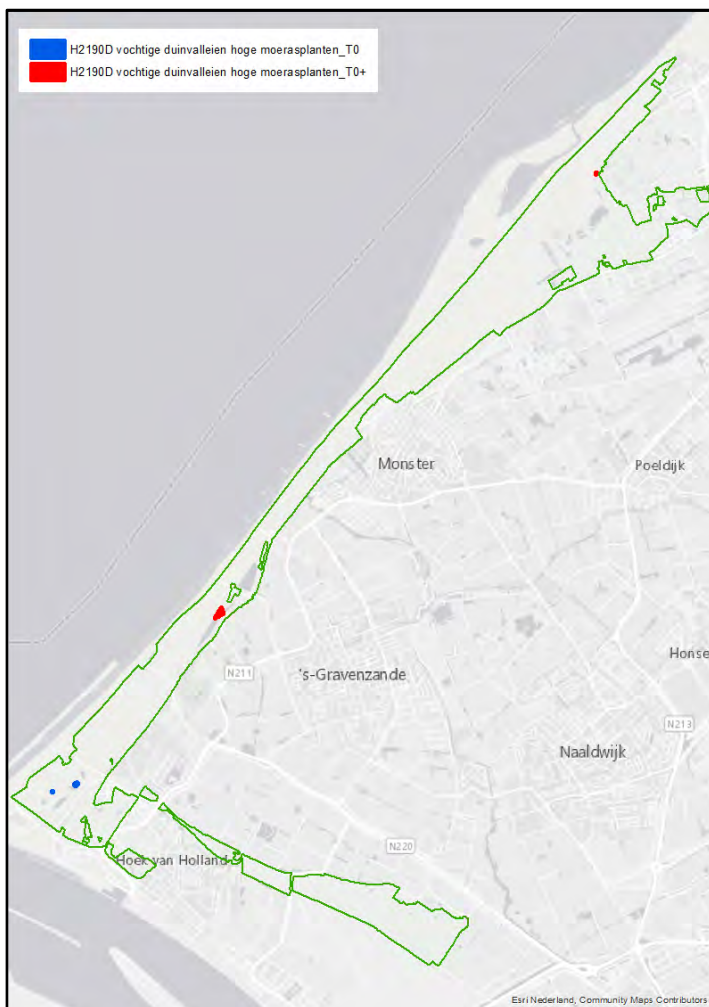 H2190D vochtige duinvalleien hoge moerasplanten_T0
H2190D vochtige duinvalleien hoge moerasplanten_T0+
Monster
Poeldijk
N211
's-Gravenzande
Honse
N213
Naaldwijk
N220
Hoek van Holland
Esri Nederland, Community Maps Contributors